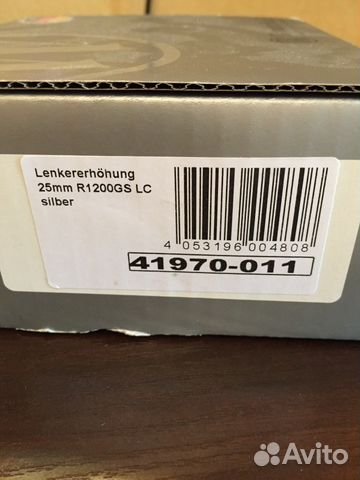 Lenkererhöhung
25mm R1200GS LC
silber
4 053196 004808
41970-011
Avito